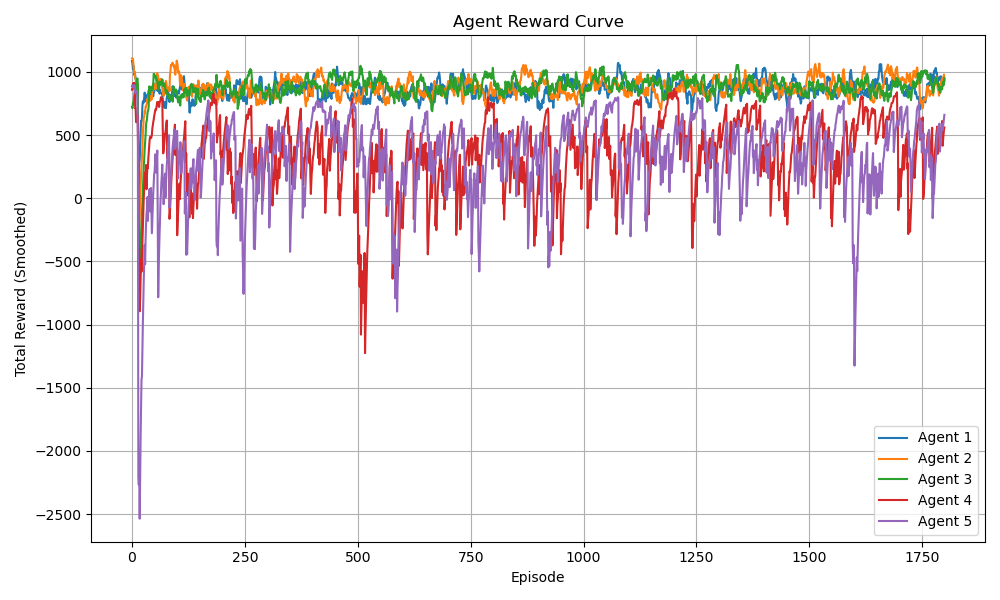 Agent Reward Curve
Total Reward (Smoothed)
1000
500
0
−500
−1000
−1500
−2000
−2500
0 250 500 750 1000 1250 1500 1750
Episode
Agent 1
Agent 2
Agent 3
Agent 4
Agent 5